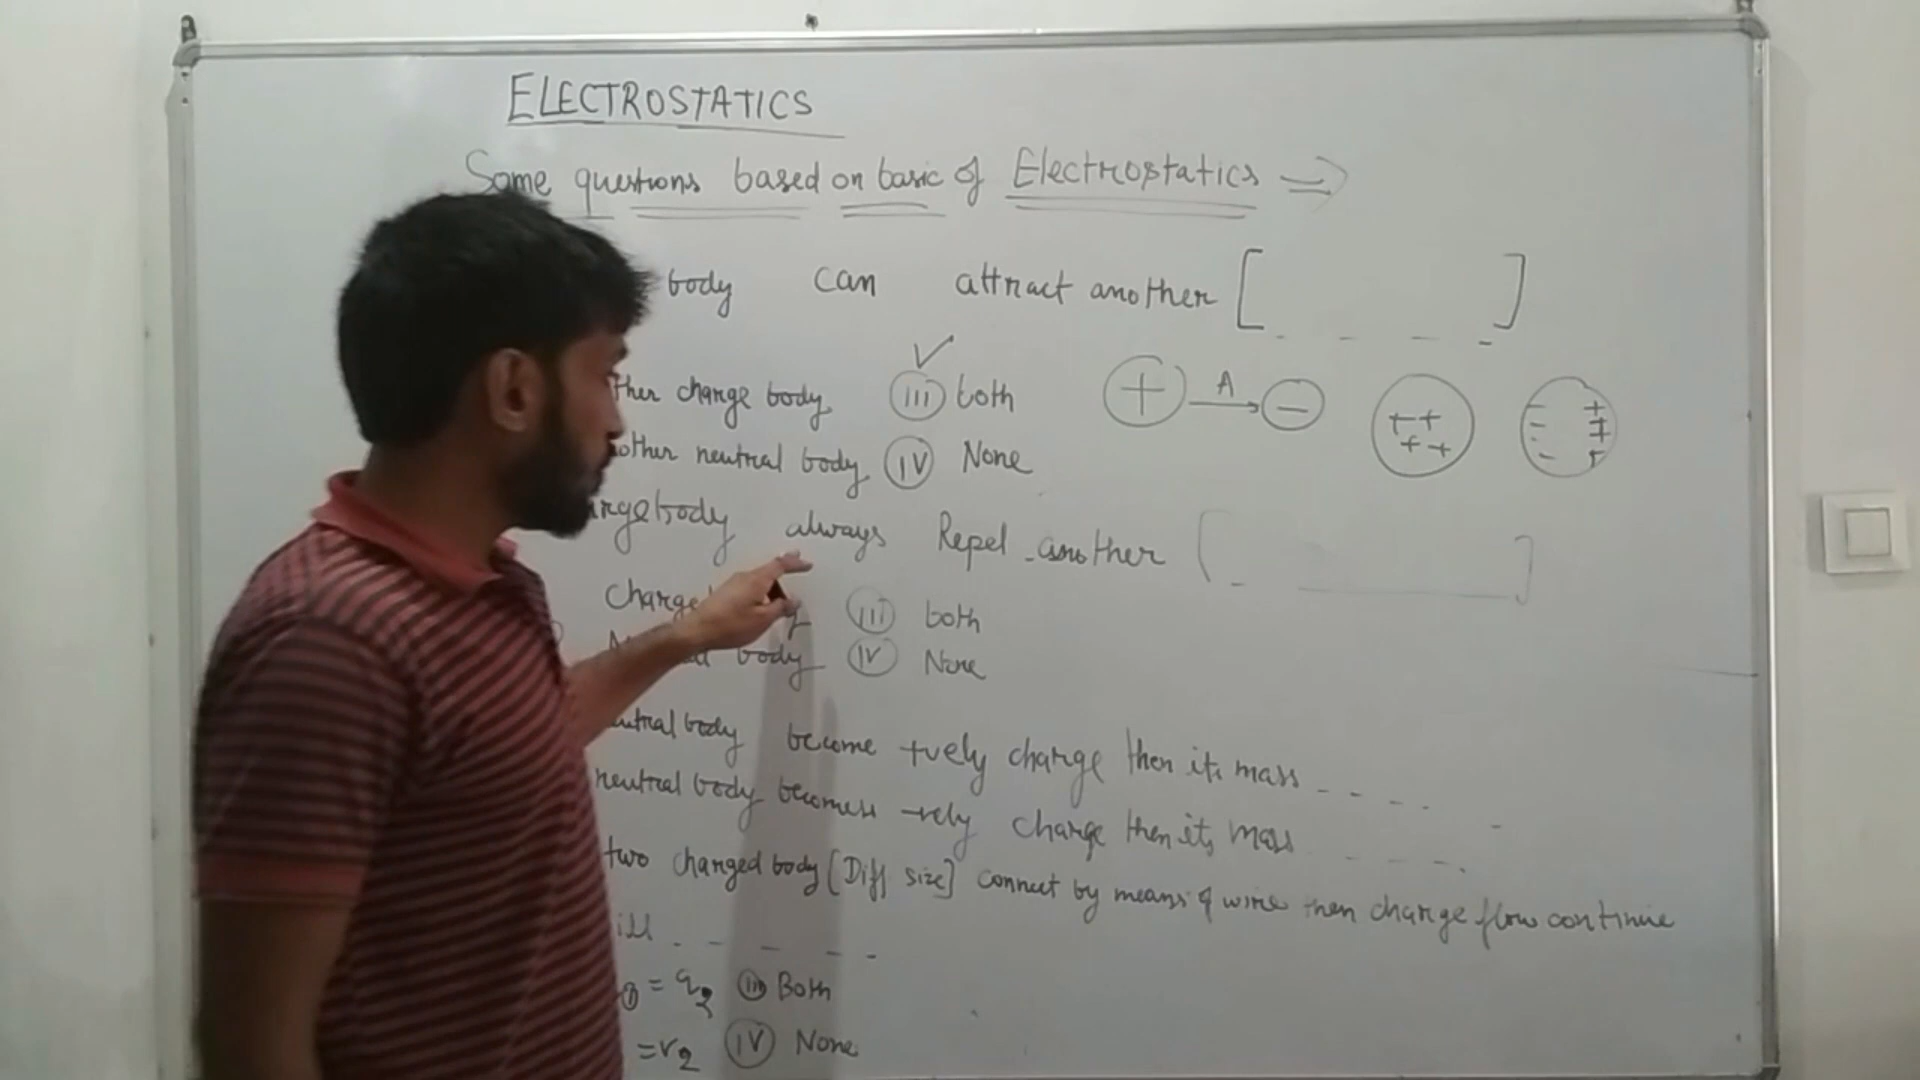 ELECTROSTATICS
Some questions based on basic of Electrostatics ⇒
body can attract another [ _ _ _ _ ]
ther charge body (iii) both ✓
other neutral body (iv) None
+ A → −
++ ++
− − − + + + +
rgebody always Repel another [ _ ____ ]
Charge (iii) both
body (iv) None
utral body become +vely charge then its mass _ _ _ _
neutral body becomes -vely charge then its mass _ _ _ _
two charged body [Diff size] connect by means of wire then charge flow continue
ill _ _ _ _ _
= q2 (iii) Both
= v2 (iv) None